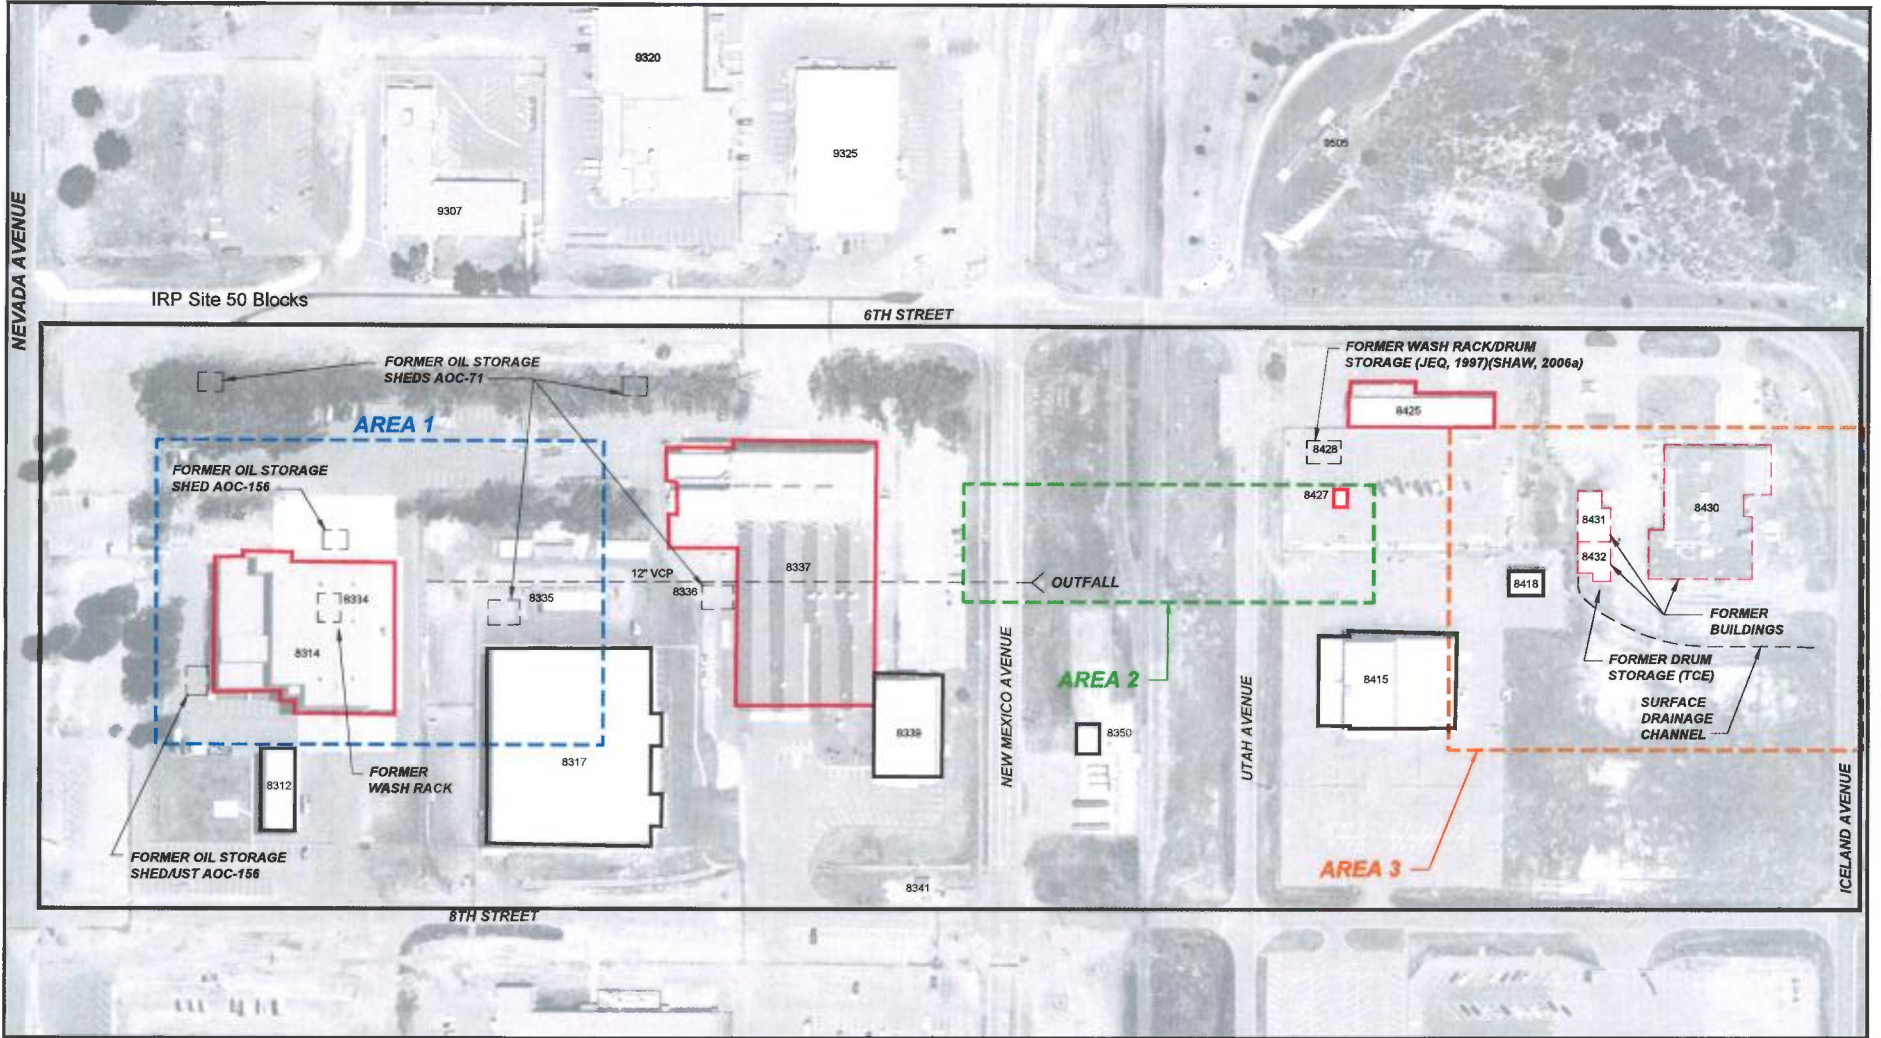 9320
9325
9505
9307
NEVADA AVENUE
IRP Site 50 Blocks
6TH STREET
FORMER OIL STORAGE
SHEDS AOC-71
FORMER WASH RACK/DRUM
STORAGE (JEQ, 1997)(SHAW, 2006a)
AREA 1
8425
FORMER OIL STORAGE
SHED AOC-156
8428
8427
8430
8431
8432
12" VCP
8337
OUTFALL
8418
8334
8335
8336
FORMER
BUILDINGS
8314
FORMER DRUM
STORAGE (TCE)
AREA 2
8415
SURFACE
DRAINAGE
CHANNEL
NEW MEXICO AVENUE
UTAH AVENUE
8339
8350
8317
FORMER
WASH RACK
8312
ICELAND AVENUE
FORMER OIL STORAGE
SHED/UST AOC-156
AREA 3
8341
8TH STREET